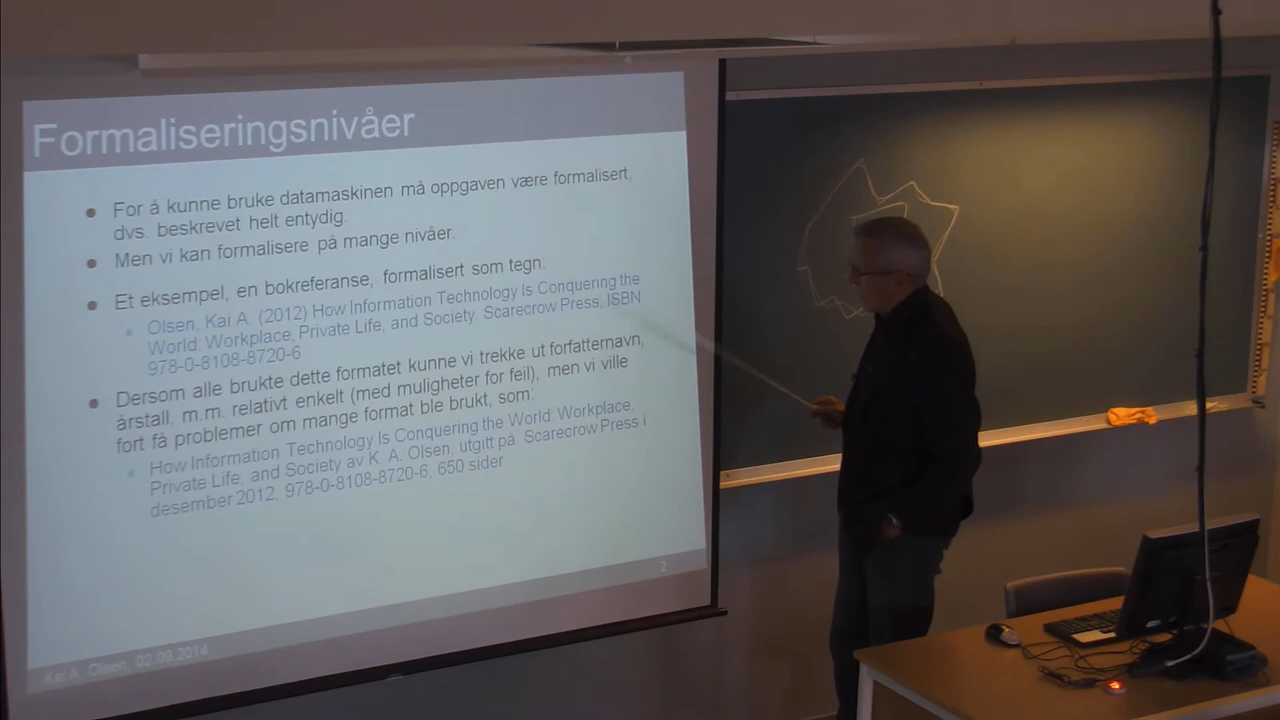 Formaliseringsnivåer
For å kunne bruke datamaskinen må oppgaven være formalisert,
dvs. beskrevet helt entydig.
Men vi kan formalisere på mange nivåer.
Et eksempel, en bokreferanse, formalisert som tegn.
Olsen, Kai A. (2012) How Information Technology Is Conquering the
World: Workplace, Private Life, and Society. Scarecrow Press, ISBN
978-0-8108-8720-6
Dersom alle brukte dette formatet kunne vi trekke ut forfatternavn,
årstall, m.m. relativt enkelt (med muligheter for feil), men vi ville
fort få problemer om mange format ble brukt, som:
How Information Technology Is Conquering the World: Workplace,
Private Life, and Society av K. A. Olsen, utgitt på Scarecrow Press i
desember 2012, 978-0-8108-8720-6, 650 sider
2
Kai A. Olsen, 02.09.2014